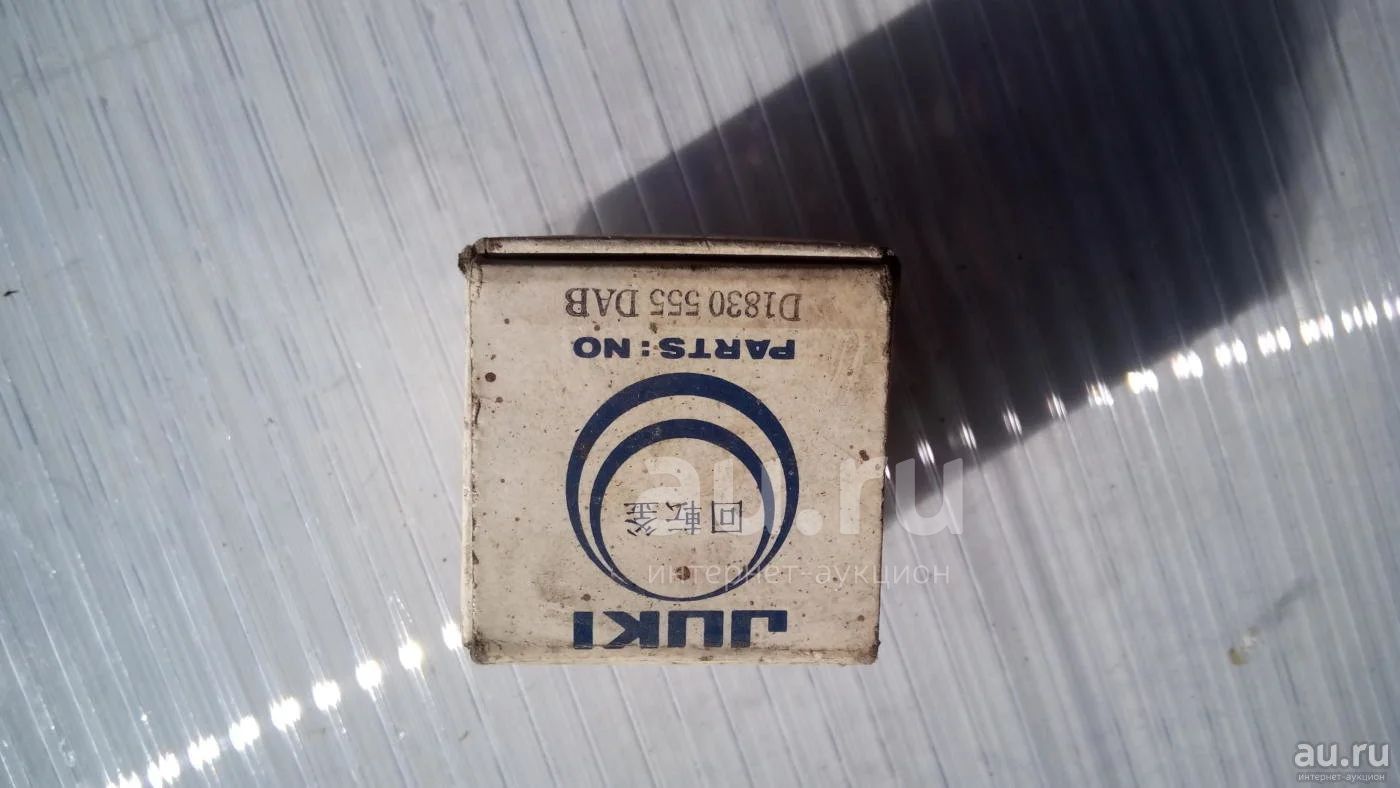 JUKI
回転釜
PARTS: NO
D1830 555 DAB
au.ru
интернет-аукцион
au.ru
интернет-аукцион